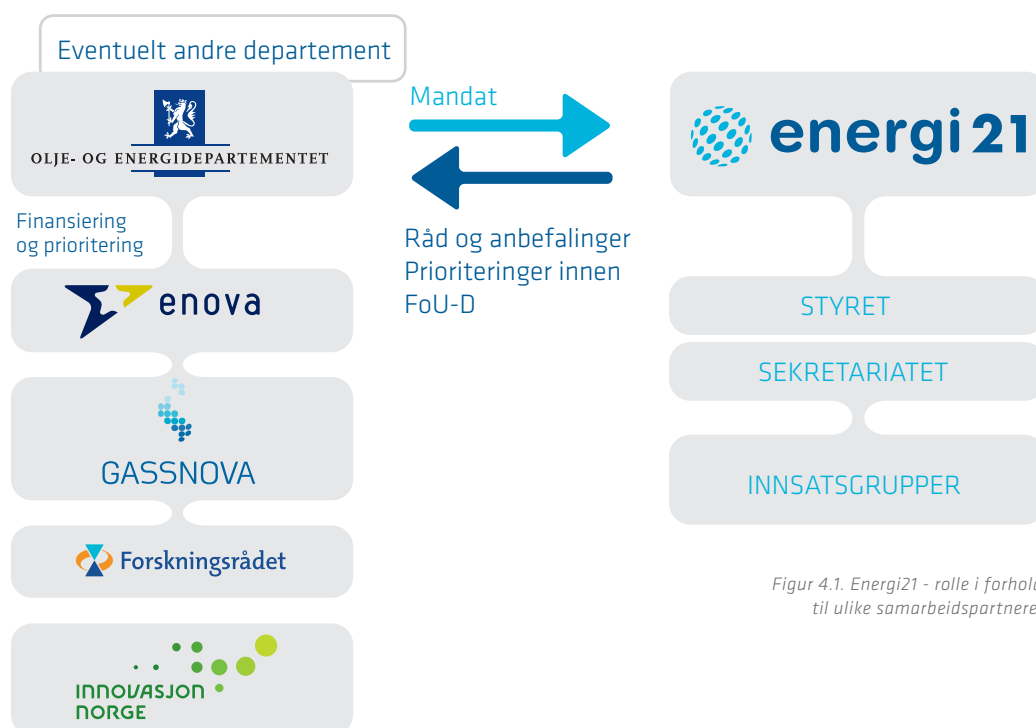 Eventuelt andre departement
OLJE- OG ENERGIDEPARTEMENTET
Finansiering
og prioritering
enova
GASSNOVA
Forskningsrådet
INNOVASJON
NORGE
Mandat
Råd og anbefalinger
Prioriteringer innen
FoU-D
energi21
STYRET
SEKRETARIATET
INNSATSGRUPPER
Figur 4.1. Energi21 - rolle i forhold
til ulike samarbeidspartnere